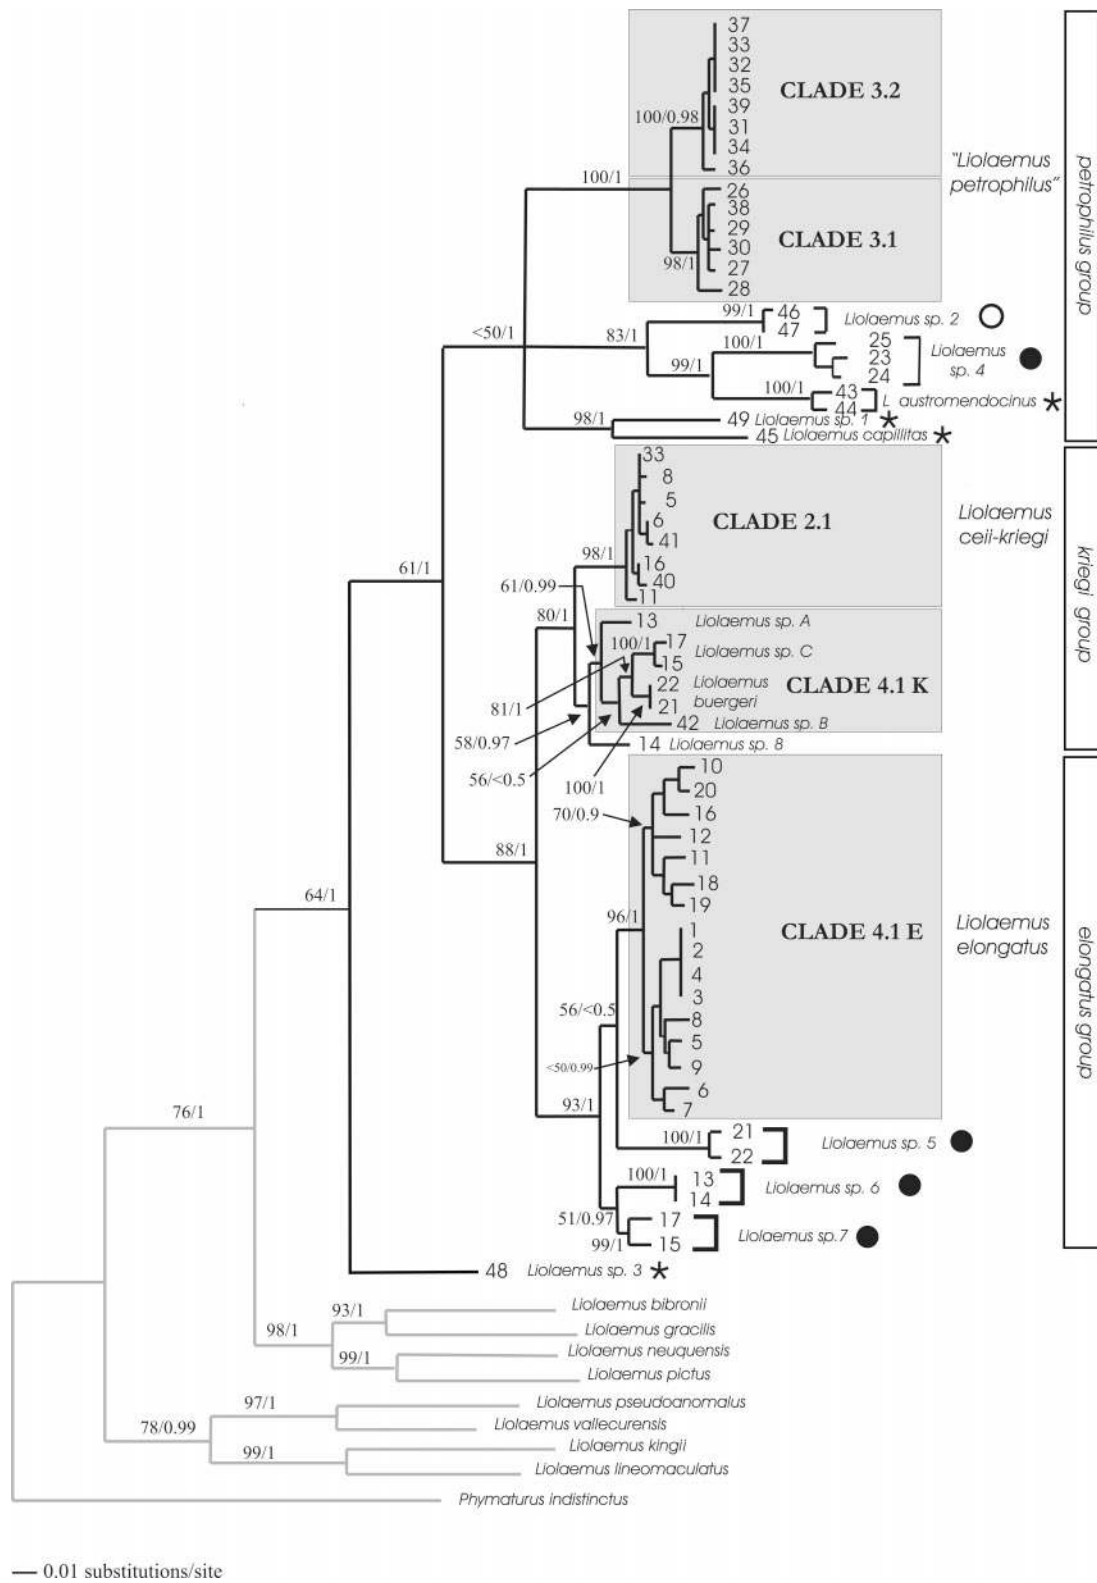 37
33
32
35
39
31
34
36
CLADE 3.2
100/0.98
"Liolaemus
petrophilus"
petrophilus group
100/1
26
38
29
30
27
28
CLADE 3.1
98/1
<50/1
99/1
46
47
Liolaemus sp. 2
83/1
100/1
25
23
24
Liolaemus
sp. 4
99/1
100/1
43
44
L austromendocinus
98/1
49 Liolaemus sp. 1
45 Liolaemus capillitas
33
8
5
6
41
16
40
11
CLADE 2.1
Liolaemus
ceii-kriegi
kriegi group
98/1
61/1
61/0.99
80/1
13 Liolaemus sp. A
100/1
17
15
Liolaemus sp. C
22
21
Liolaemus
buergeri
CLADE 4.1 K
81/1
42 Liolaemus sp. B
58/0.97
14 Liolaemus sp. 8
56/<0.5
100/1
10
20
16
12
11
18
19
70/0.9
88/1
64/1
96/1
CLADE 4.1 E
Liolaemus
elongatus
elongatus group
1
2
4
3
8
5
9
6
7
56/<0.5
<50/0.99
93/1
76/1
100/1
21
22
Liolaemus sp. 5
100/1
13
14
Liolaemus sp. 6
51/0.97
17
15
Liolaemus sp.7
99/1
48 Liolaemus sp. 3
93/1
Liolaemus bibronii
Liolaemus gracilis
98/1
99/1
Liolaemus neuquensis
Liolaemus pictus
97/1
Liolaemus pseudoanomalus
Liolaemus vallecurensis
78/0.99
99/1
Liolaemus kingii
Liolaemus lineomaculatus
Phymaturus indistinctus
0.01 substitutions/site